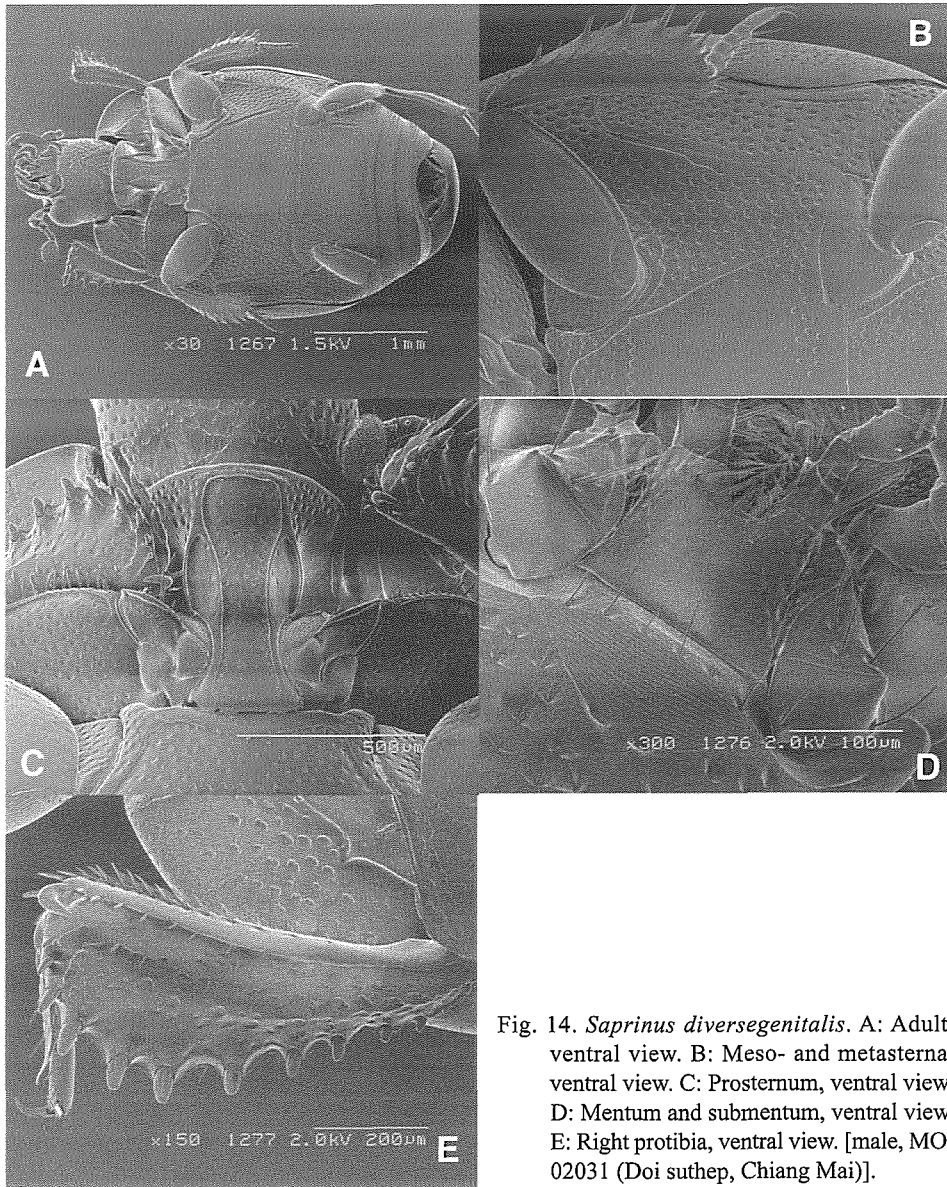 B
x30 1267 1.5kV 1mm
A
500µm
C
x300 1276 2.0kV 100µm
D
x150 1277 2.0kV 200µm
E
Fig. 14. Saprinus diversegenitalis. A: Adult
ventral view. B: Meso- and metasterna
ventral view. C: Prosternum, ventral view
D: Mentum and submentum, ventral view
E: Right protibia, ventral view. [male, MO
02031 (Doi suthep, Chiang Mai)].